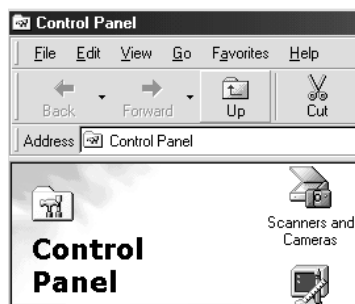 Control Panel
File Edit View Go Favorites Help
Back Forward Up Cut
Address Control Panel
Scanners and
Cameras
Control
Panel